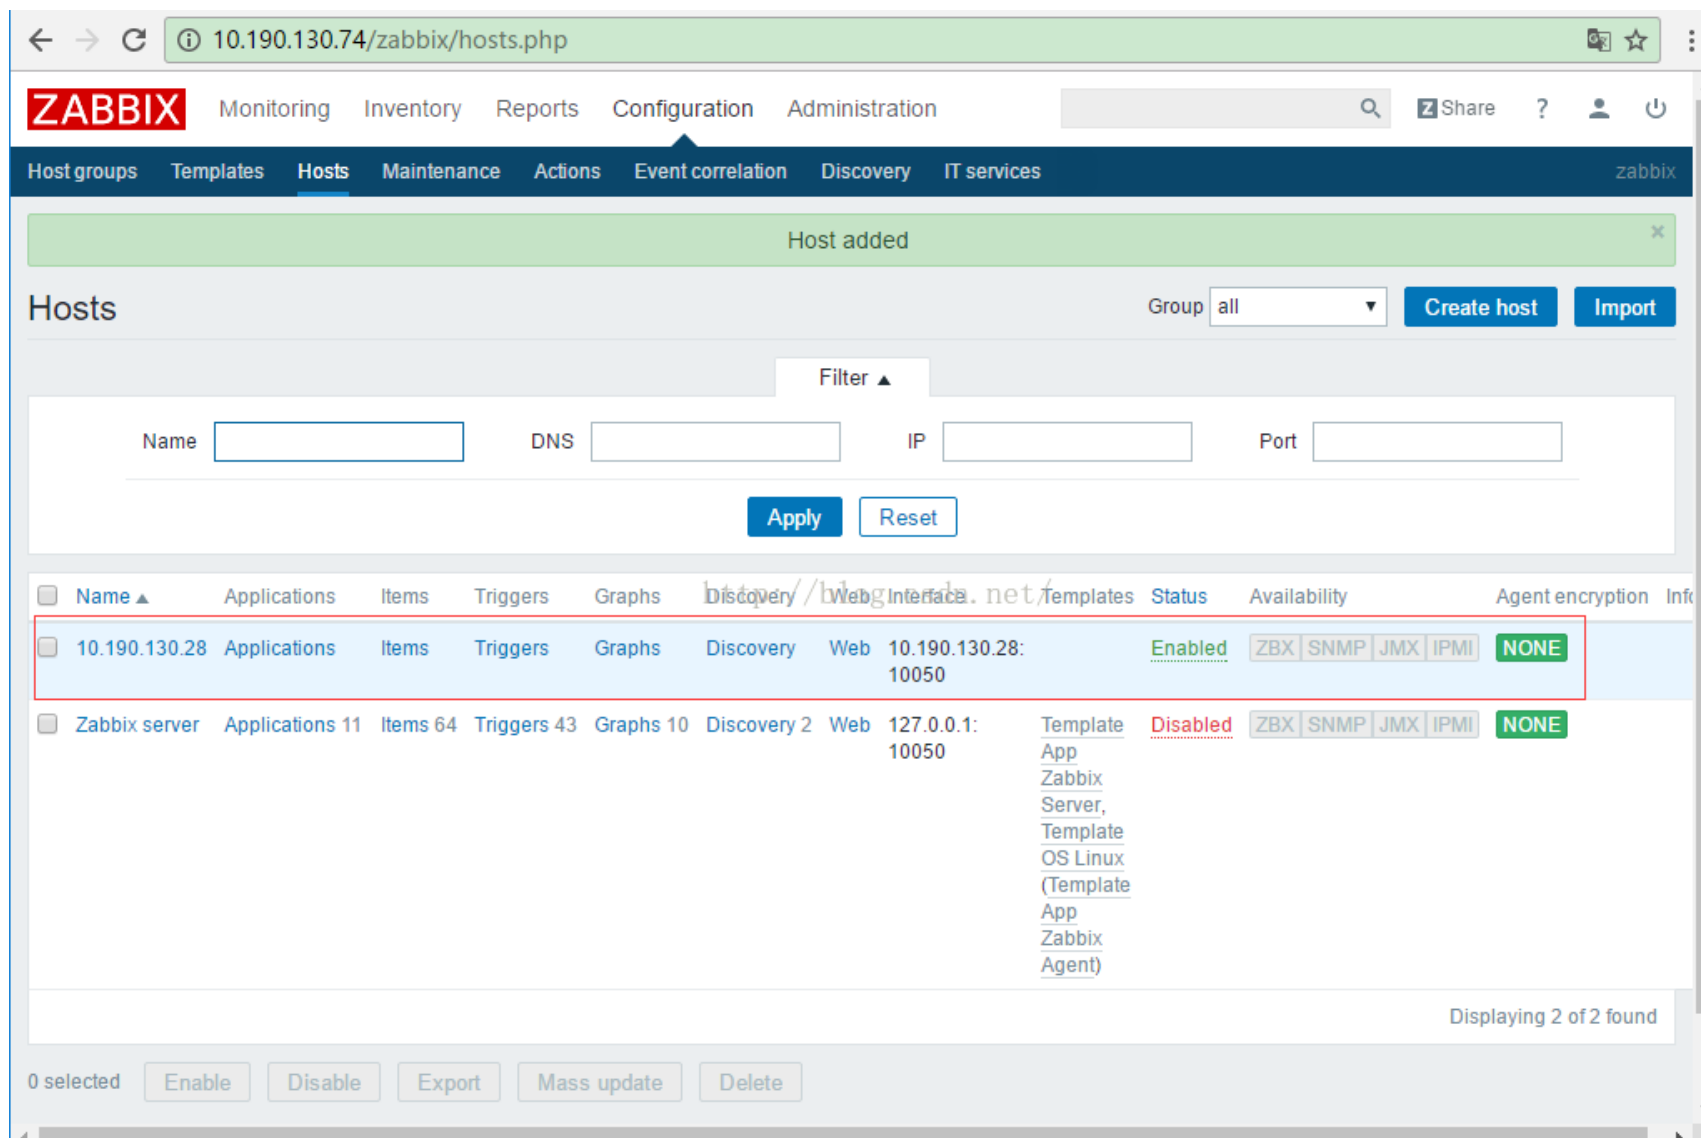 10.190.130.74/zabbix/hosts.php
ZABBIX Monitoring Inventory Reports Configuration Administration Share ?
Host groups Templates Hosts Maintenance Actions Event correlation Discovery IT services zabbix
Host added ×
Hosts Group all Create host Import
Filter ▲
Name DNS IP Port
Apply Reset
http://blog.csdn.net/
Name ▲ Applications Items Triggers Graphs Discovery Web Interface Templates Status Availability Agent encryption Info
10.190.130.28 Applications Items Triggers Graphs Discovery Web 10.190.130.28: Enabled ZBX SNMP JMX IPMI NONE
10050
Zabbix server Applications 11 Items 64 Triggers 43 Graphs 10 Discovery 2 Web 127.0.0.1: Template Disabled ZBX SNMP JMX IPMI NONE
10050 App
Zabbix
Server,
Template
OS Linux
(Template
App
Zabbix
Agent)
Displaying 2 of 2 found
0 selected Enable Disable Export Mass update Delete